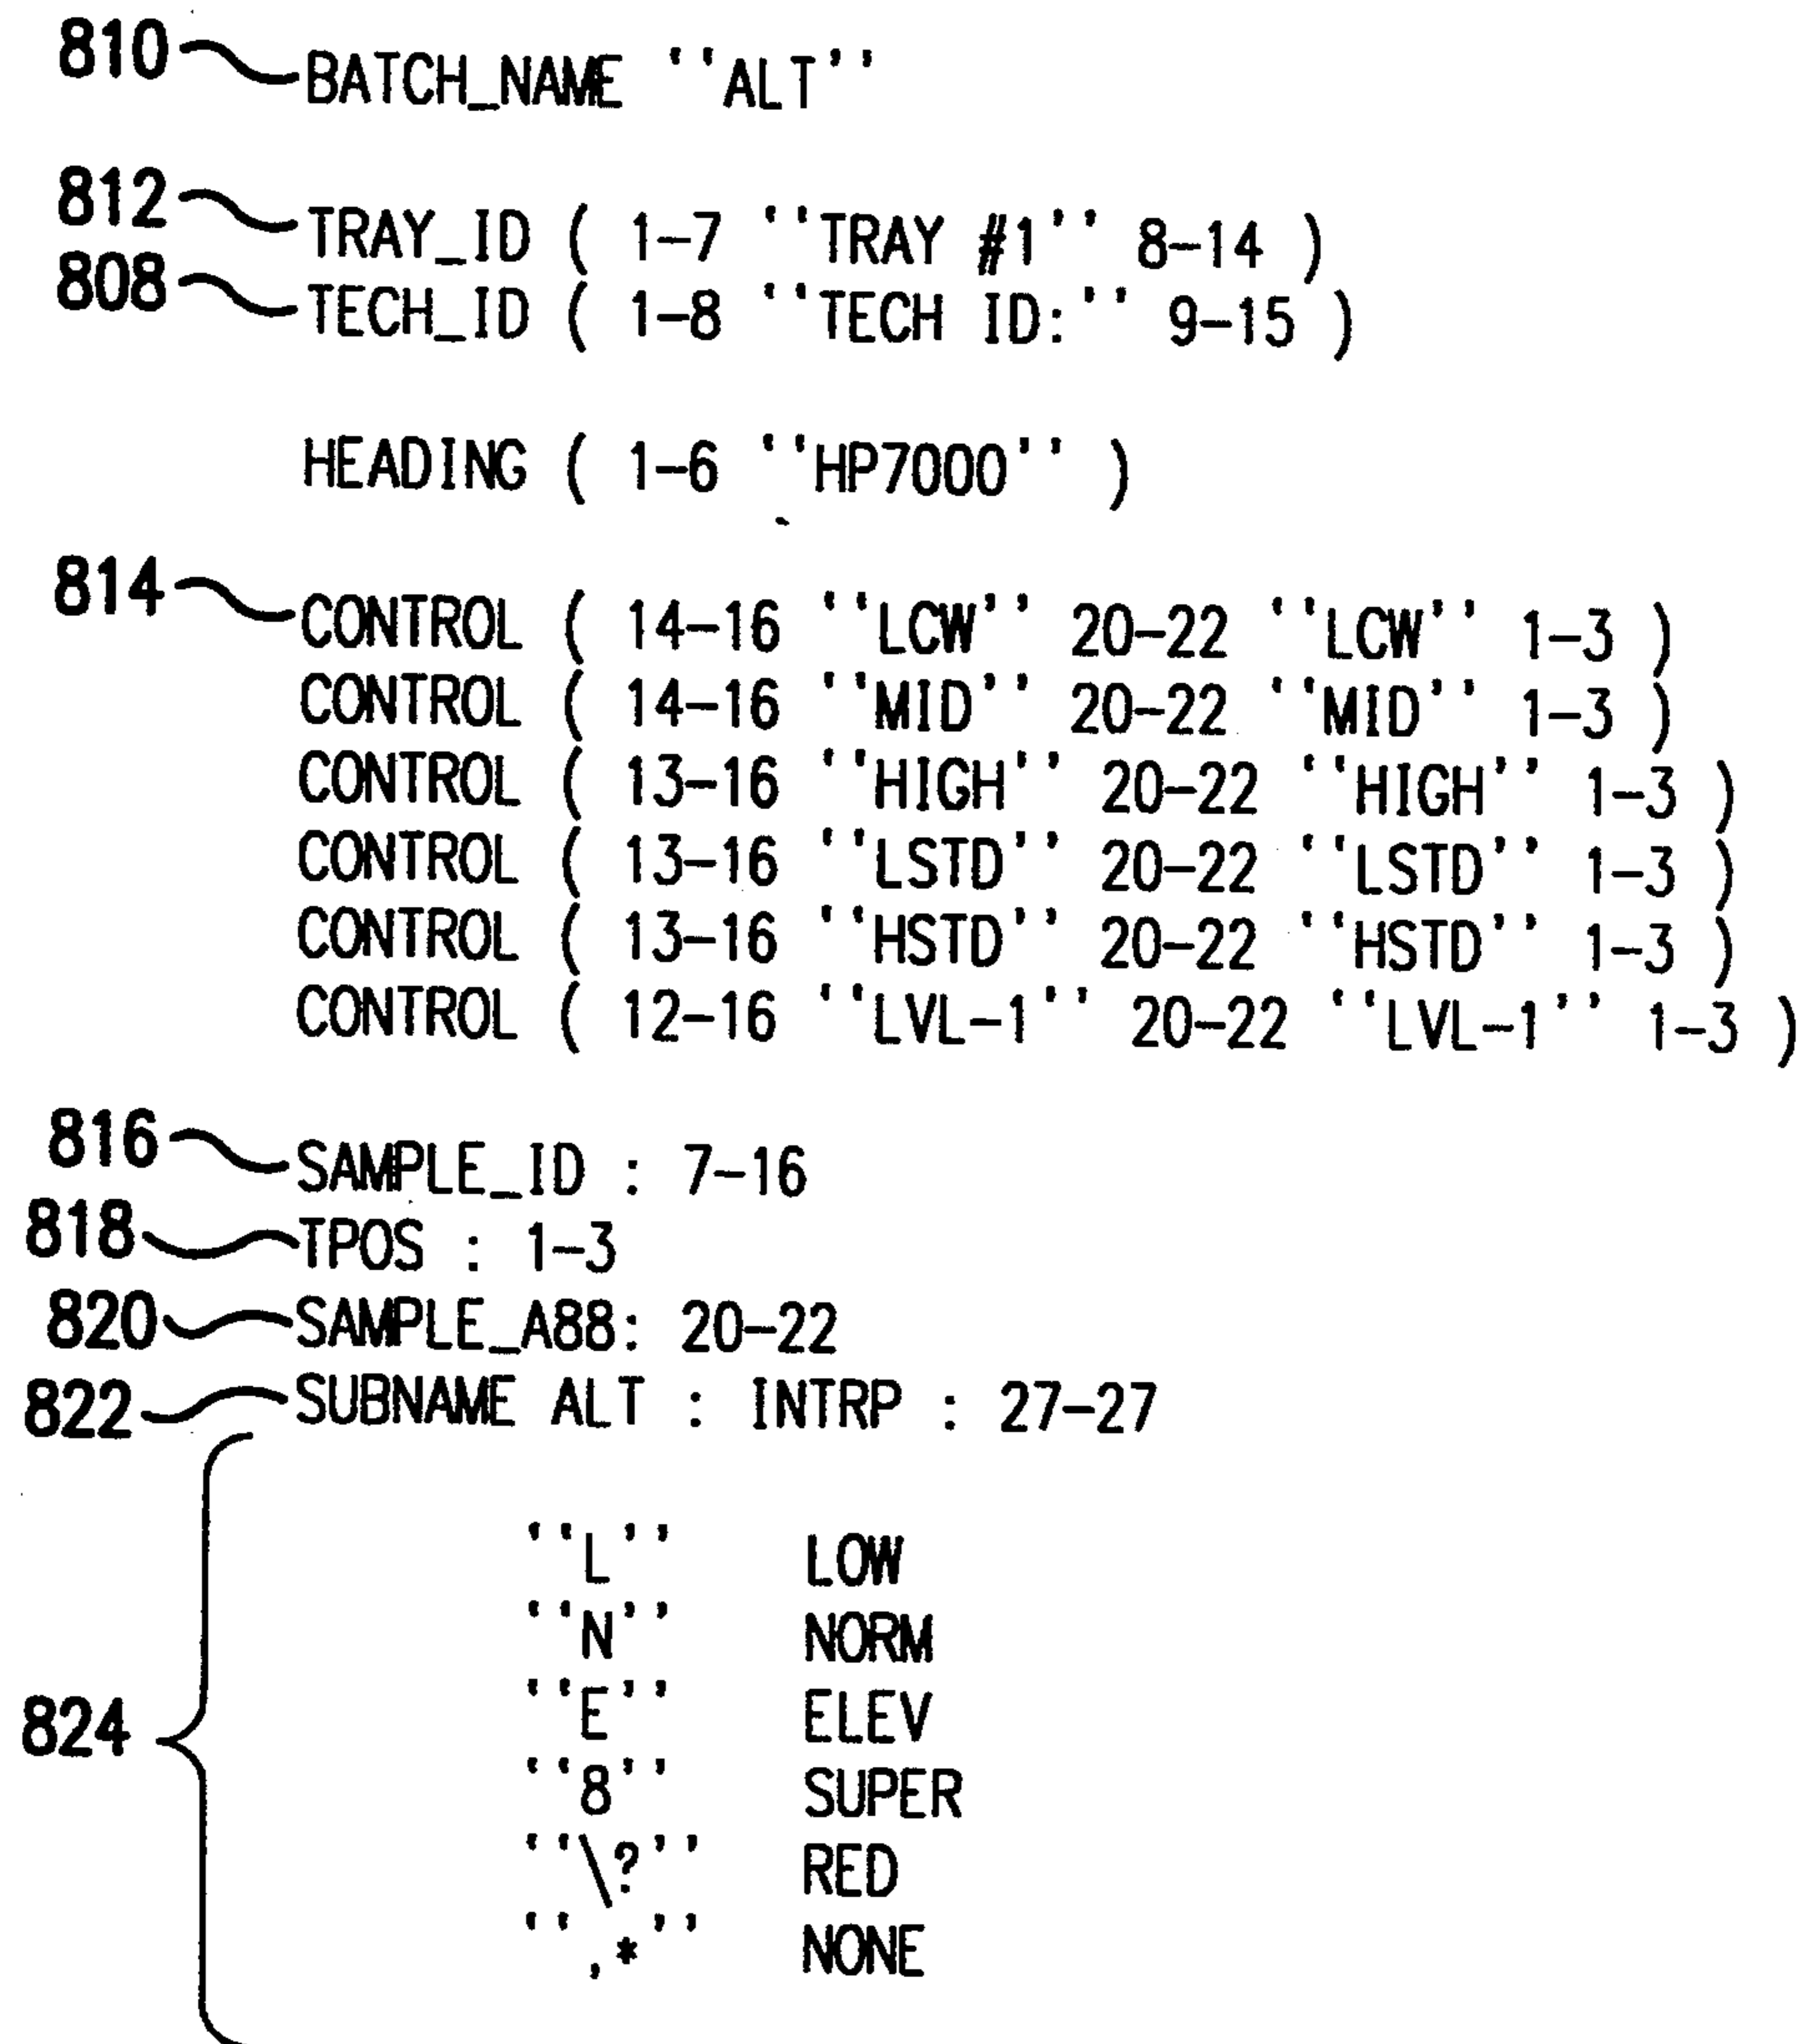 810 BATCH_NAME ‘‘ALT’’
812 TRAY_ID ( 1-7 ‘‘TRAY #1’’ 8-14 )
808 TECH_ID ( 1-8 ‘‘TECH ID:’’ 9-15 )
HEADING ( 1-6 ‘‘HP7000’’ )
814 CONTROL ( 14-16 ‘‘LCW’’ 20-22 ‘‘LCW’’ 1-3 )
CONTROL ( 14-16 ‘‘MID’’ 20-22 ‘‘MID’’ 1-3 )
CONTROL ( 13-16 ‘‘HIGH’’ 20-22 ‘‘HIGH’’ 1-3 )
CONTROL ( 13-16 ‘‘LSTD’’ 20-22 ‘‘LSTD’’ 1-3 )
CONTROL ( 13-16 ‘‘HSTD’’ 20-22 ‘‘HSTD’’ 1-3 )
CONTROL ( 12-16 ‘‘LVL-1’’ 20-22 ‘‘LVL-1’’ 1-3 )
816 SAMPLE_ID : 7-16
818 TPOS : 1-3
820 SAMPLE_A88: 20-22
822 SUBNAME ALT : INTRP : 27-27
824
‘‘L’’ LOW
‘‘N’’ NORM
‘‘E’’ ELEV
‘‘8’’ SUPER
‘‘\?’’ RED
‘‘,*’’ NONE